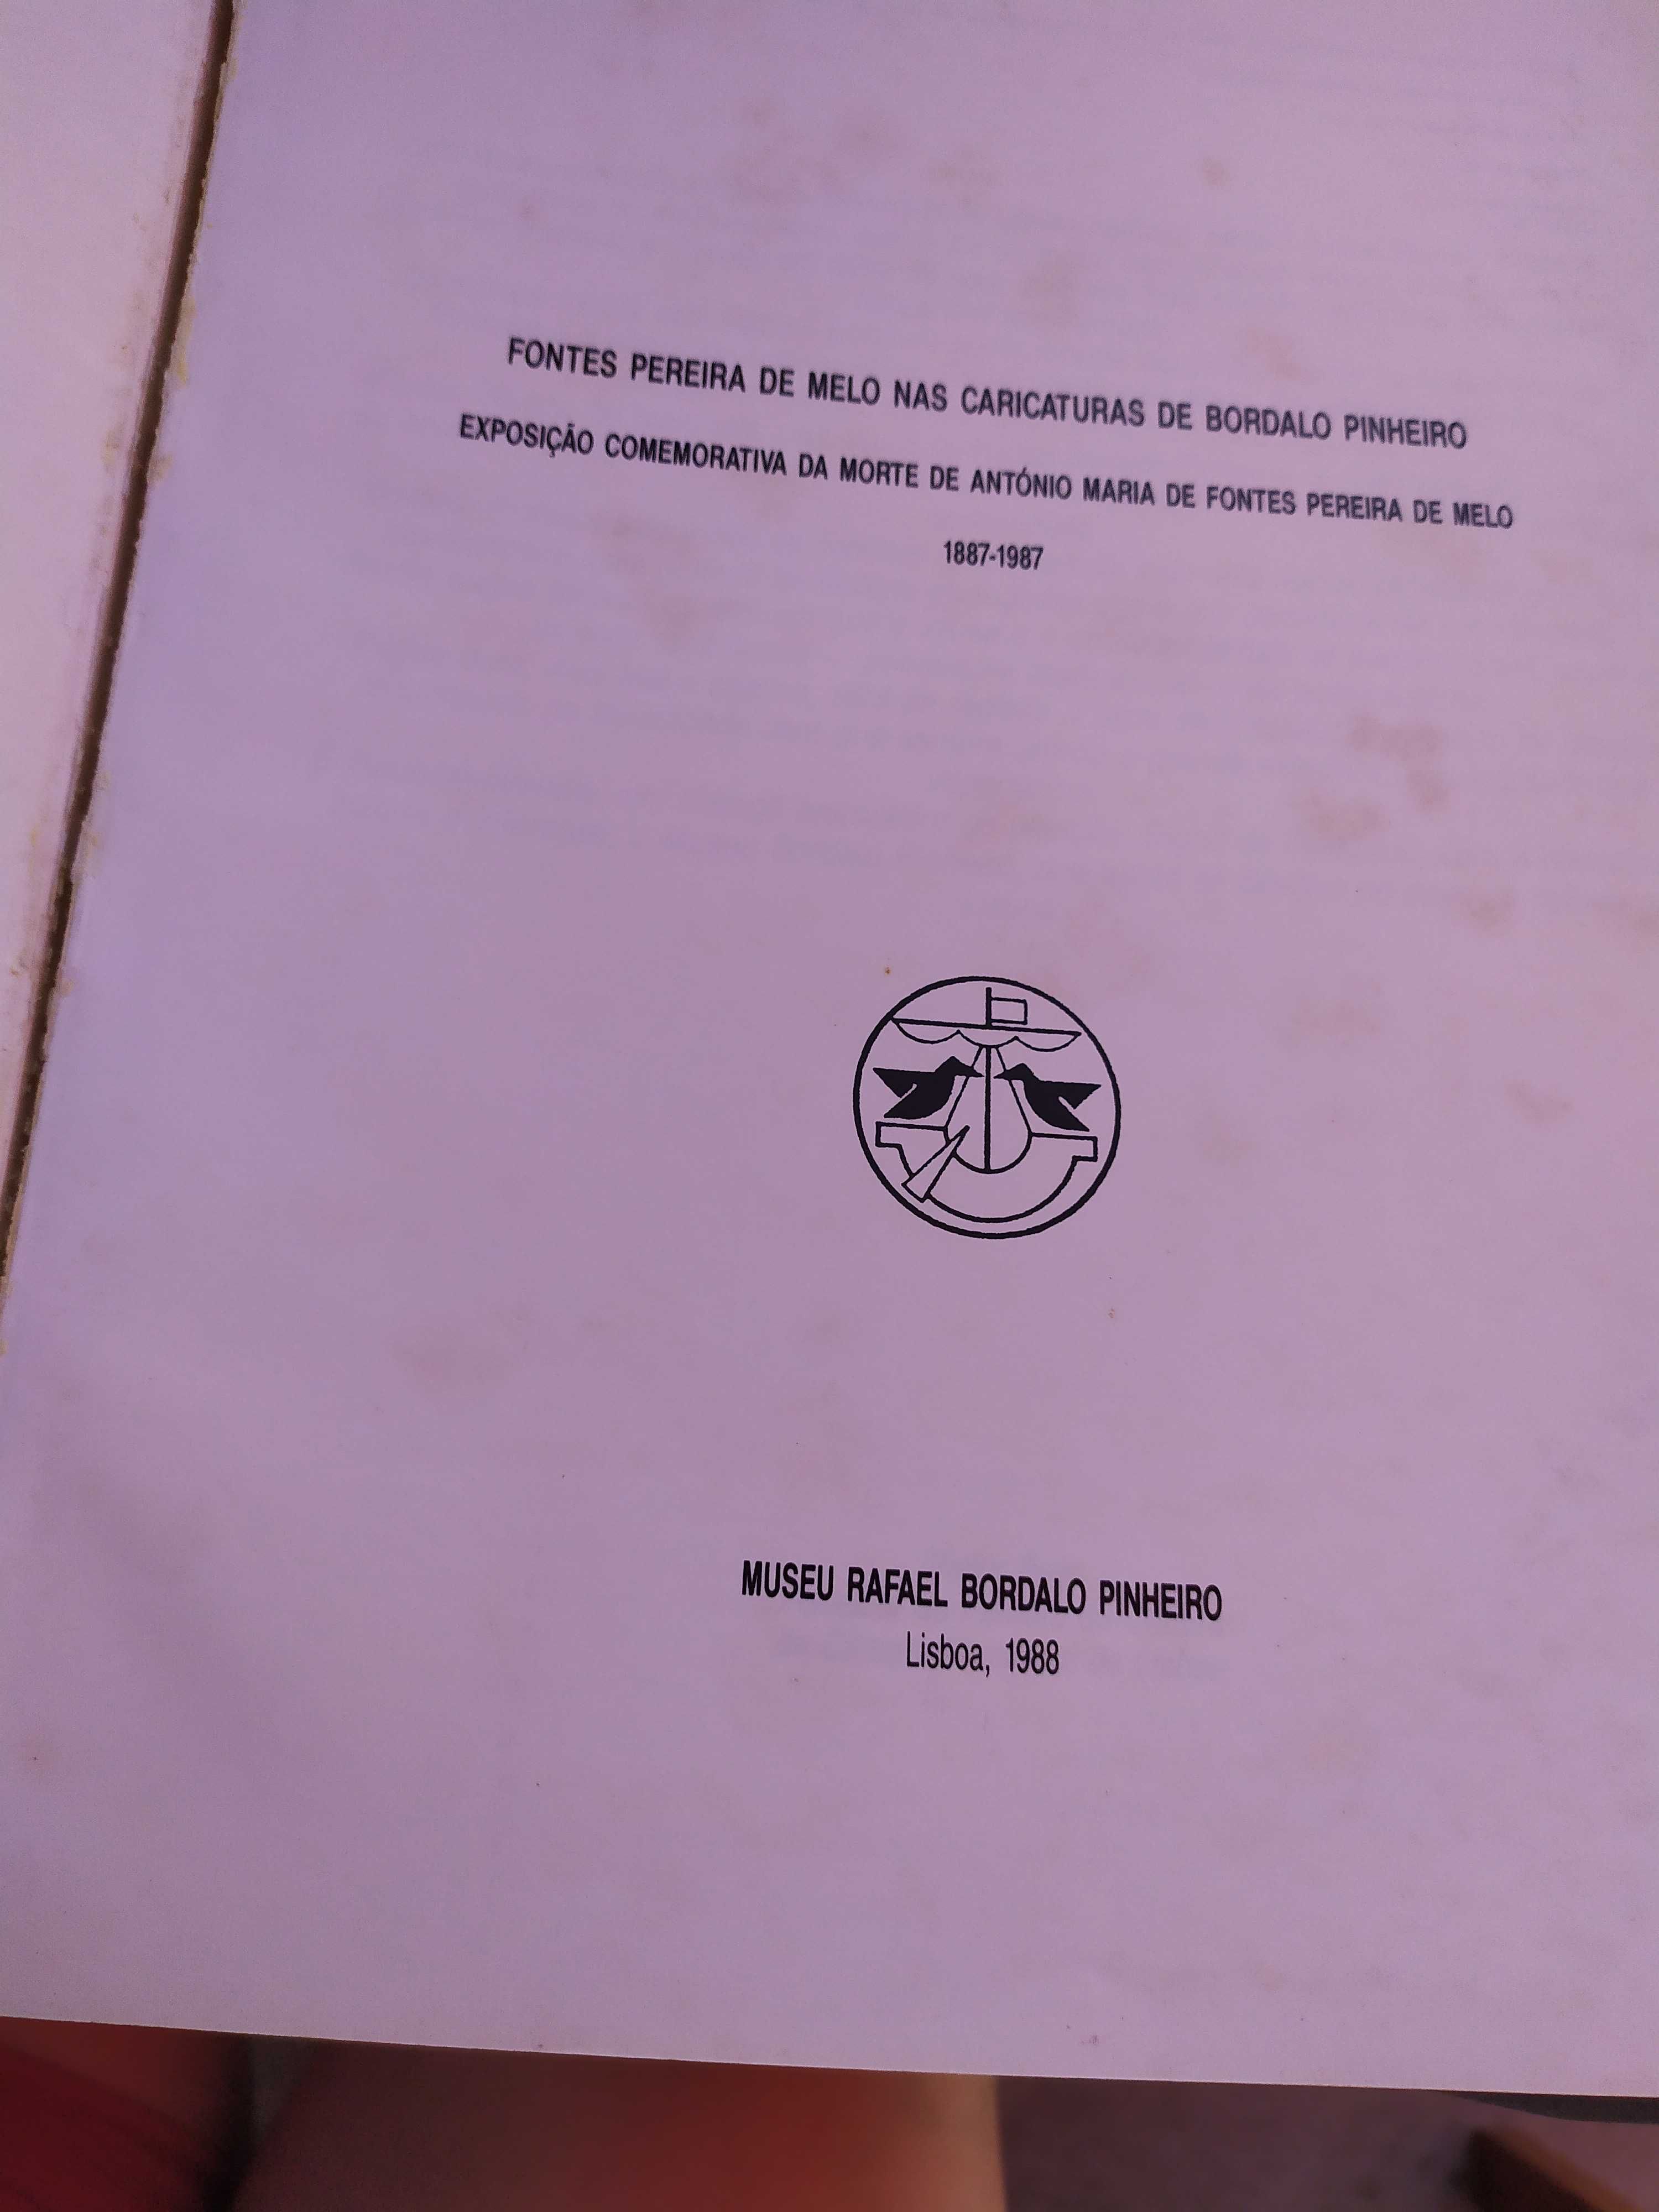 FONTES PEREIRA DE MELO NAS CARICATURAS DE BORDALO PINHEIRO
EXPOSIÇÃO COMEMORATIVA DA MORTE DE ANTÓNIO MARIA DE FONTES PEREIRA DE MELO
1887-1987
MUSEU RAFAEL BORDALO PINHEIRO
Lisboa, 1988